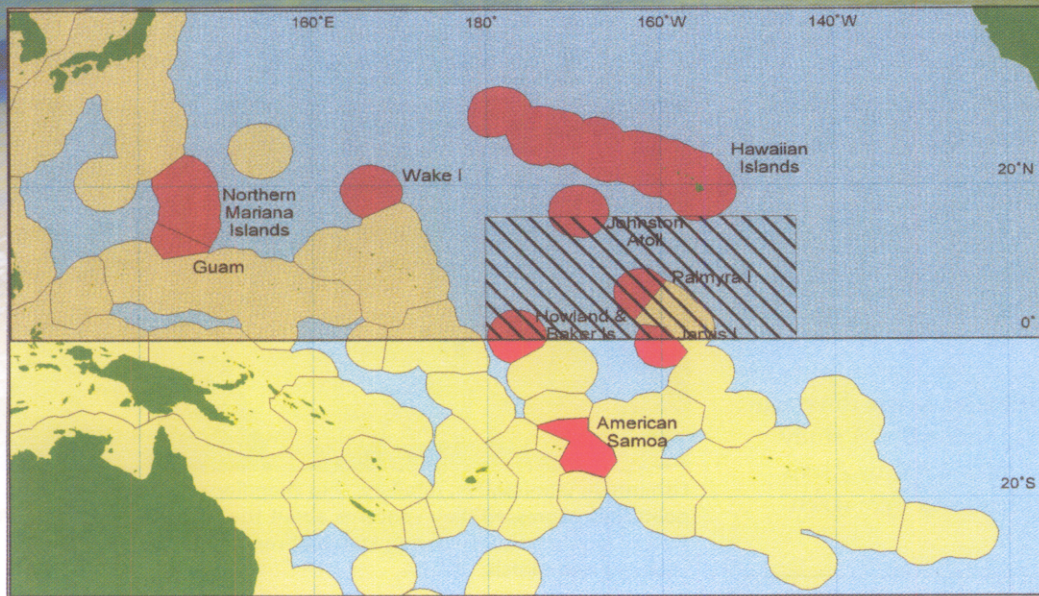 160°E
180°
160°W
140°W
Hawaiian
Islands
20°N
Wake I
Northern
Mariana
Islands
Johnston
Atoll
Guam
Palmyra I
Howland &
Baker Is
Jarvis I
0°
American
Samoa
20°S